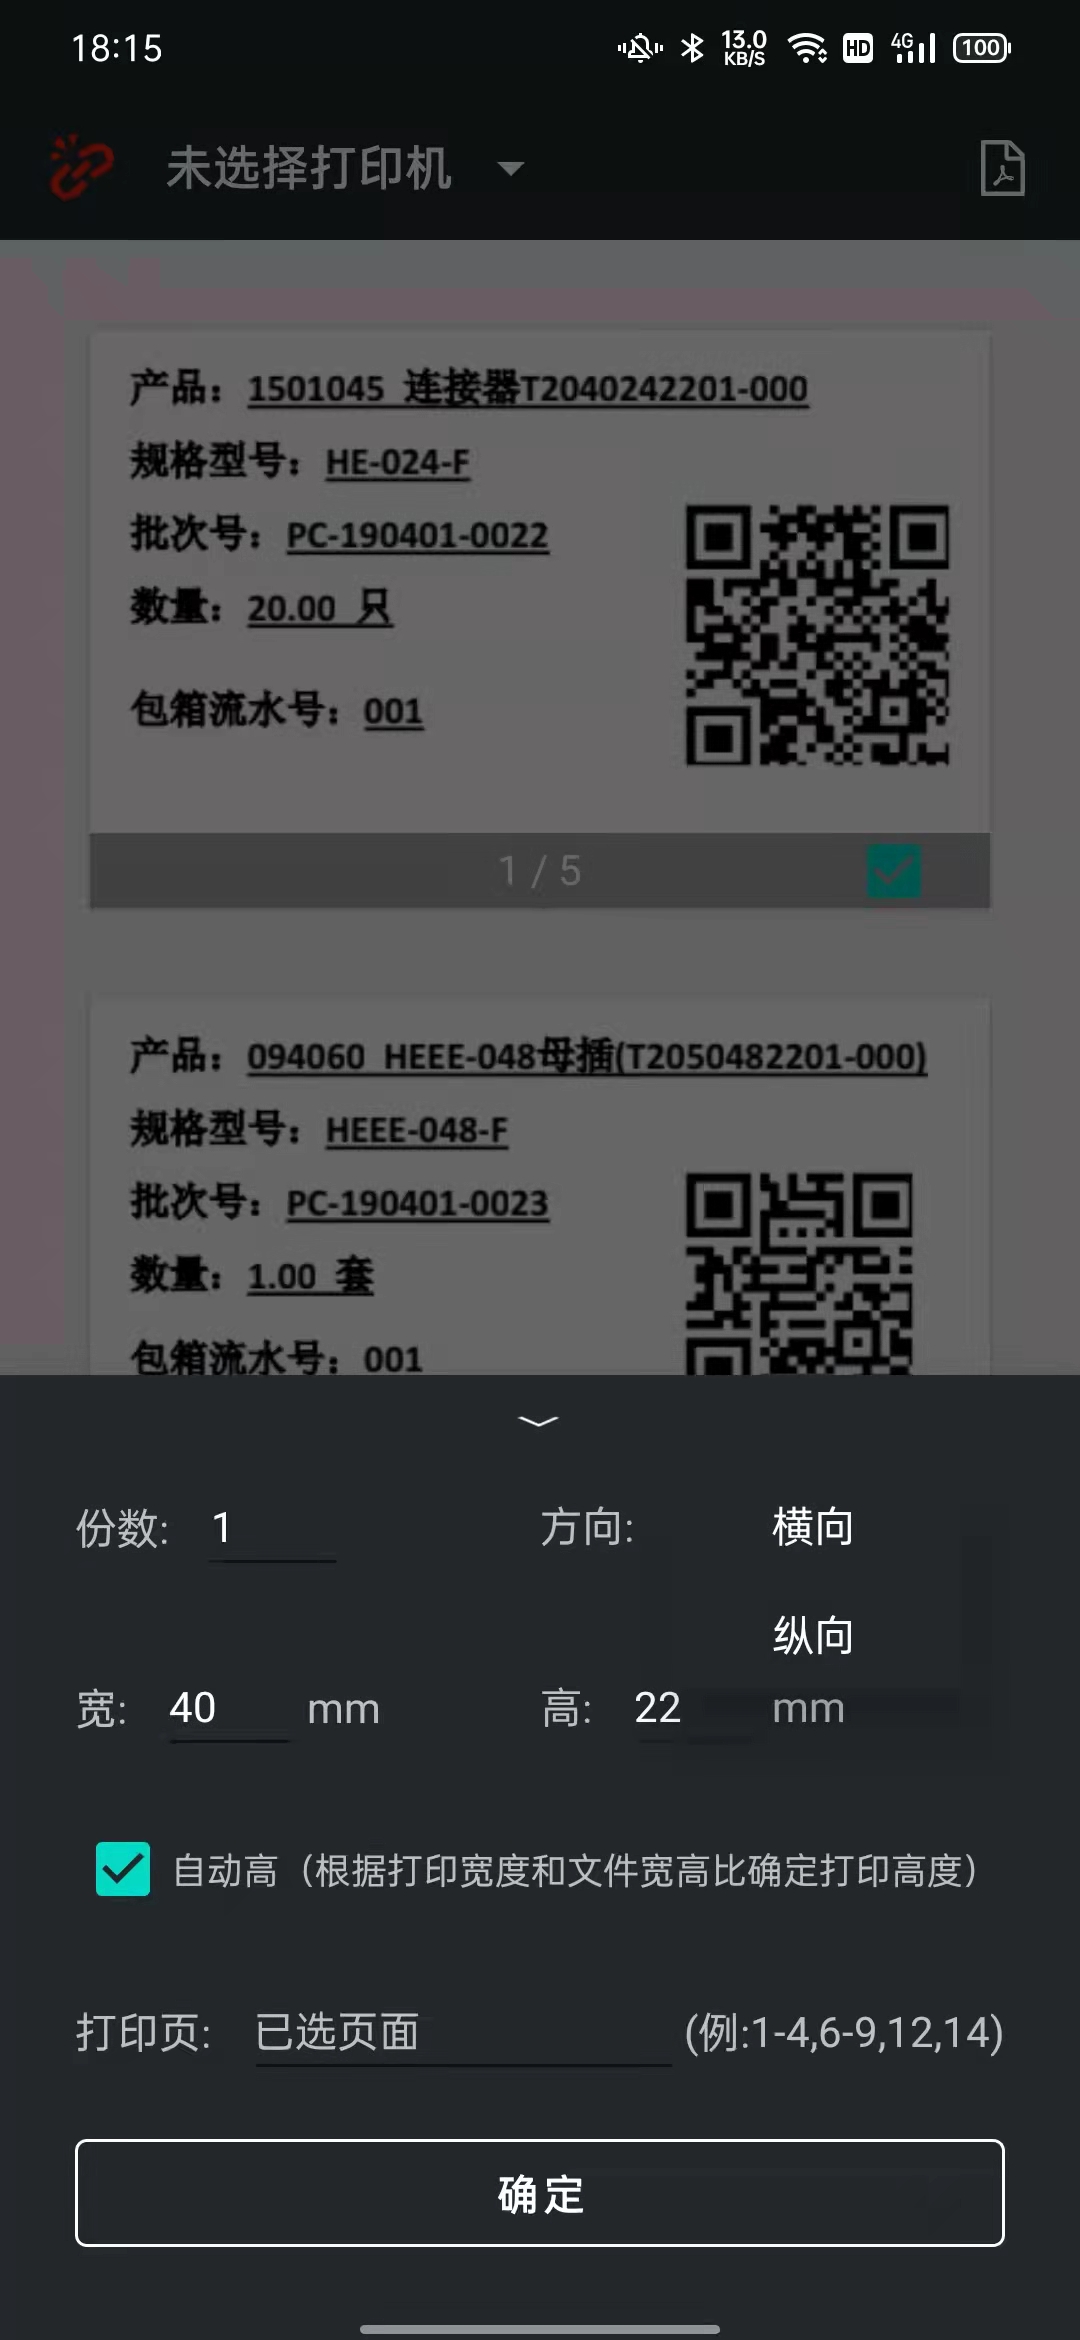 18:15
13.0
KB/S
HD
4G
100
未选择打印机
产品：1501045 连接器T2040242201-000
规格型号：HE-024-F
批次号：PC-190401-0022
数量：20.00 只
包箱流水号：001
1 / 5
产品：094060 HEEE-048母插(T2050482201-000)
规格型号：HEEE-048-F
批次号：PC-190401-0023
数量：1.00 套
包箱流水号：001
份数: 1 方向: 横向
纵向
宽: 40 mm 高: 22 mm
自动高（根据打印宽度和文件宽高比确定打印高度）
打印页: 已选页面 (例:1-4,6-9,12,14)
确定